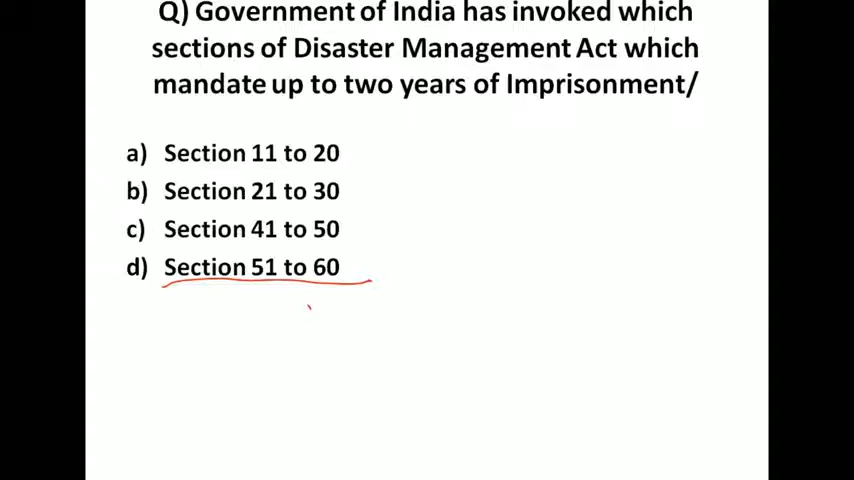 Q) Government of India has invoked which
sections of Disaster Management Act which
mandate up to two years of Imprisonment/
a) Section 11 to 20
b) Section 21 to 30
c) Section 41 to 50
d) Section 51 to 60